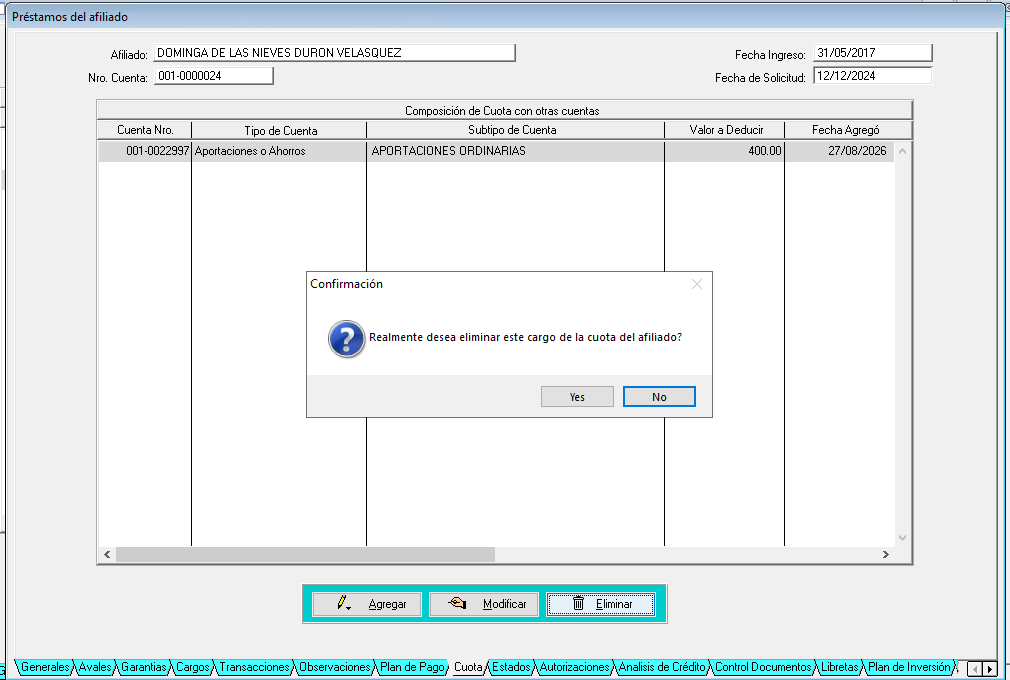 Préstamos del afiliado
Afiliado: DOMINGA DE LAS NIEVES DURON VELASQUEZ Fecha Ingreso: 31/05/2017
Nro. Cuenta: 001-0000024 Fecha de Solicitud: 12/12/2024
Composición de Cuota con otras cuentas
Cuenta Nro. Tipo de Cuenta Subtipo de Cuenta Valor a Deducir Fecha Agregó
001-0022997 Aportaciones o Ahorros APORTACIONES ORDINARIAS 400.00 27/08/2026
Confirmación
Realmente desea eliminar este cargo de la cuota del afiliado?
Yes No
Agregar Modificar Eliminar
Generales Avales Garantias Cargos Transacciones Observaciones Plan de Pago Cuota Estados Autorizaciones Analisis de Crédito Control Documentos Libretas Plan de Inversión